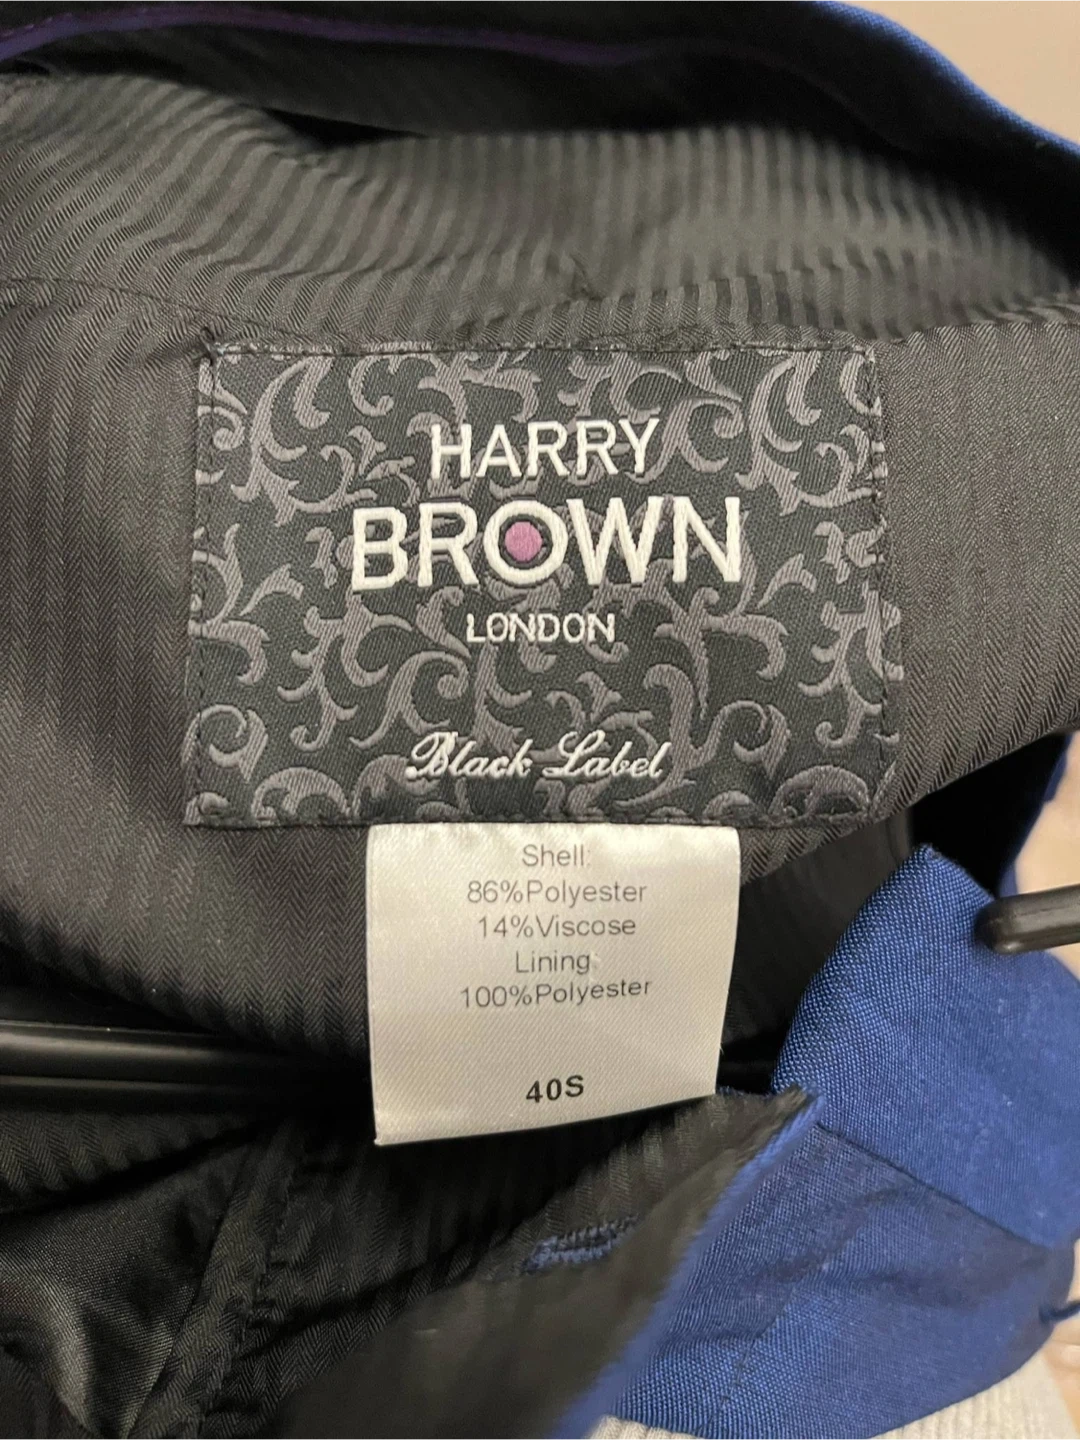 HARRY
BROWN
LONDON
Black Label
Shell:
86%Polyester
14%Viscose
Lining:
100%Polyester
40S